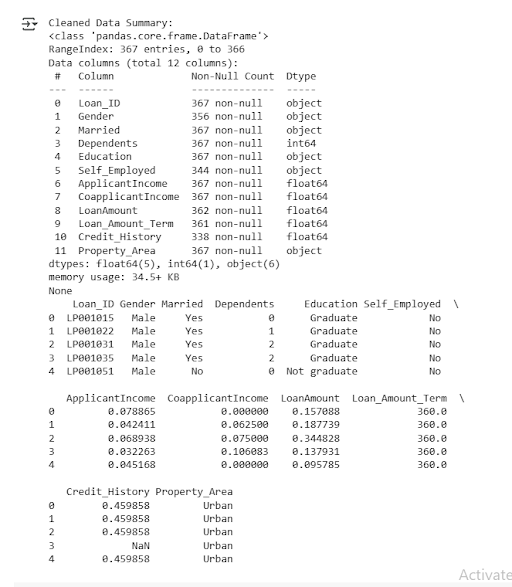 Cleaned Data Summary:
<class 'pandas.core.frame.DataFrame'>
RangeIndex: 367 entries, 0 to 366
Data columns (total 12 columns):
 #   Column             Non-Null Count  Dtype
---  ------             --------------  -----
 0   Loan_ID            367 non-null    object
 1   Gender             356 non-null    object
 2   Married            367 non-null    object
 3   Dependents         367 non-null    int64
 4   Education          367 non-null    object
 5   Self_Employed      344 non-null    object
 6   ApplicantIncome    367 non-null    float64
 7   CoapplicantIncome  367 non-null    float64
 8   LoanAmount         362 non-null    float64
 9   Loan_Amount_Term   361 non-null    float64
 10  Credit_History     338 non-null    float64
 11  Property_Area      367 non-null    object
dtypes: float64(5), int64(1), object(6)
memory usage: 34.5+ KB
None
    Loan_ID Gender Married  Dependents     Education Self_Employed  \
0  LP001015   Male     Yes           0      Graduate            No
1  LP001022   Male     Yes           1      Graduate            No
2  LP001031   Male     Yes           2      Graduate            No
3  LP001035   Male     Yes           2      Graduate            No
4  LP001051   Male      No           0  Not graduate            No
   ApplicantIncome  CoapplicantIncome  LoanAmount  Loan_Amount_Term  \
0         0.078865           0.000000    0.157088             360.0
1         0.042411           0.062500    0.187739             360.0
2         0.068938           0.075000    0.344828             360.0
3         0.032263           0.106083    0.137931             360.0
4         0.045168           0.000000    0.095785             360.0
   Credit_History Property_Area
0        0.459858         Urban
1        0.459858         Urban
2        0.459858         Urban
3             NaN         Urban
4        0.459858         Urban
Activate